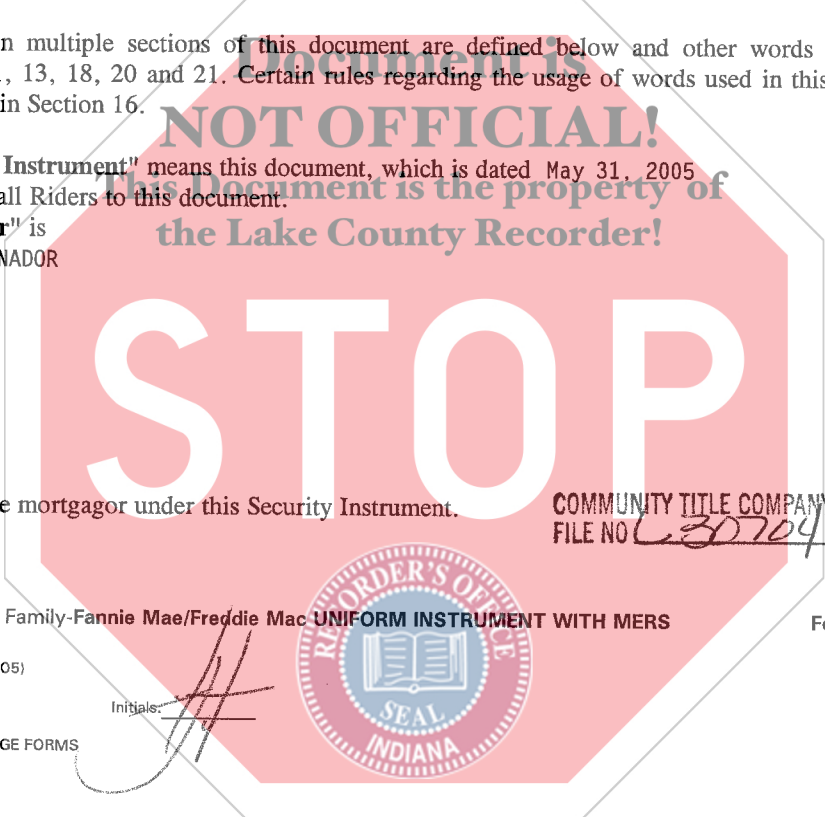 n multiple sections of this document are defined below and other words
Document is
, 13, 18, 20 and 21. Certain rules regarding the usage of words used in this
in Section 16.
NOT OFFICIAL!
Instrument" means this document, which is dated May 31, 2005
This Document is the property of
all Riders to this document.
r" is
the Lake County Recorder!
NADOR
STOP
e mortgagor under this Security Instrument.
COMMUNITY TITLE COMPANY
FILE NO L30704
RECORDER'S OFFICE
SEAL
INDIANA
Family-Fannie Mae/Freddie Mac UNIFORM INSTRUMENT WITH MERS
Fo
05)
Initials:
GE FORMS